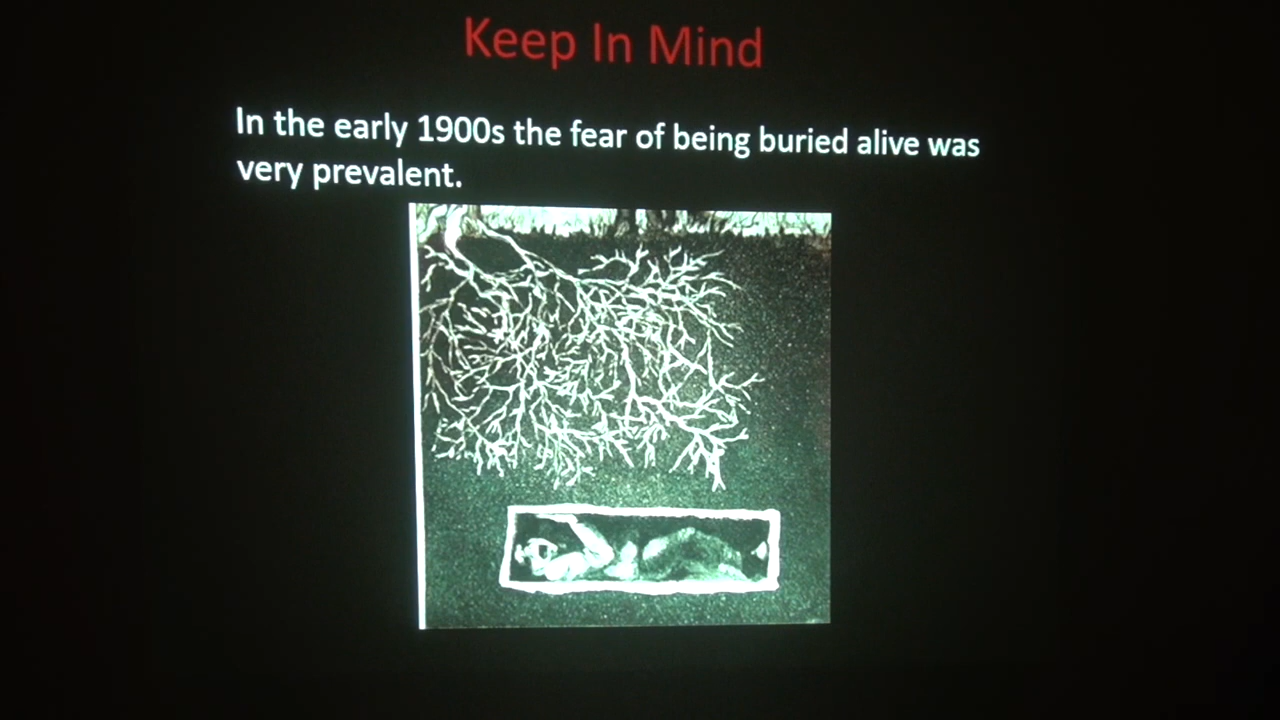 Keep In Mind
In the early 1900s the fear of being buried alive was
very prevalent.